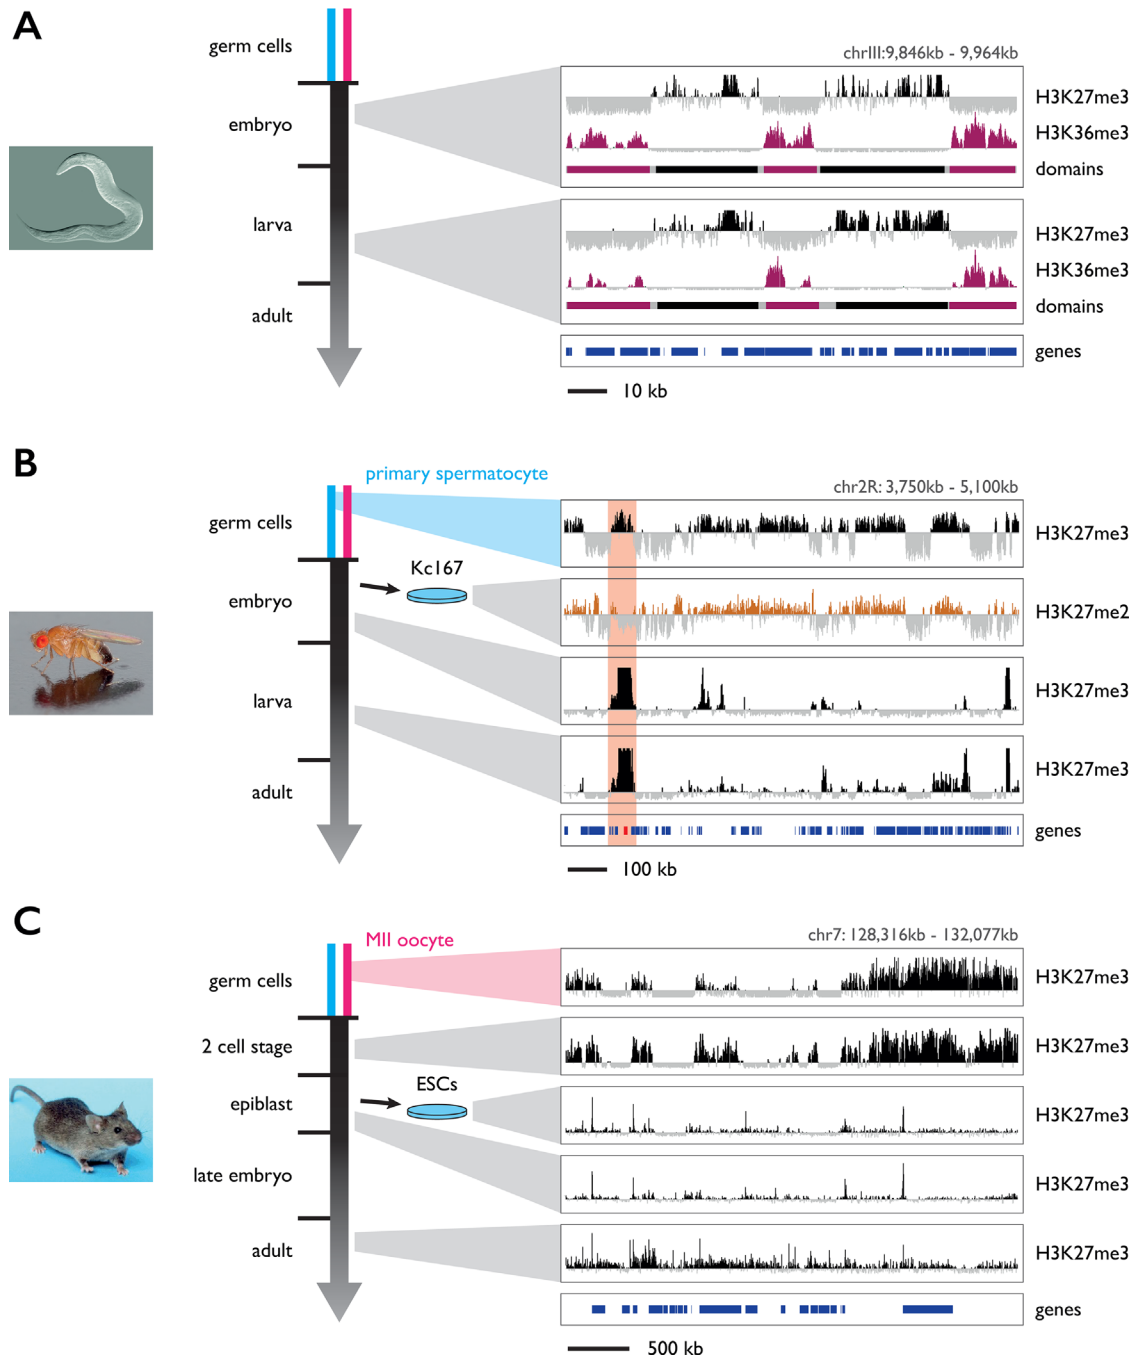 A
germ cells
chrIII:9,846kb - 9,964kb
H3K27me3
embryo
H3K36me3
domains
larva
H3K27me3
H3K36me3
domains
adult
genes
10 kb
B
primary spermatocyte
chr2R: 3,750kb - 5,100kb
germ cells
H3K27me3
Kc167
embryo
H3K27me2
larva
H3K27me3
H3K27me3
adult
genes
100 kb
C
MII oocyte
chr7: 128,316kb - 132,077kb
germ cells
H3K27me3
2 cell stage
H3K27me3
ESCs
epiblast
H3K27me3
late embryo
H3K27me3
adult
H3K27me3
genes
500 kb